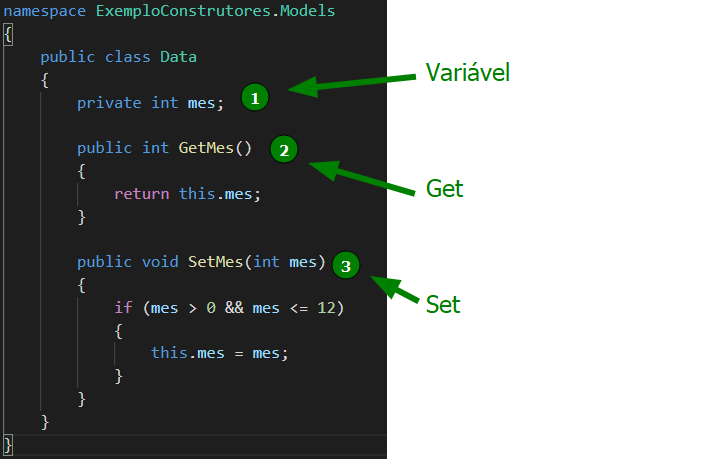 namespace ExemploConstrutores.Models
{
public class Data
{
private int mes; 1 Variável
public int GetMes() 2
{
return this.mes; Get
}
public void SetMes(int mes) 3
{
if (mes > 0 && mes <= 12) Set
{
this.mes = mes;
}
}
}
}